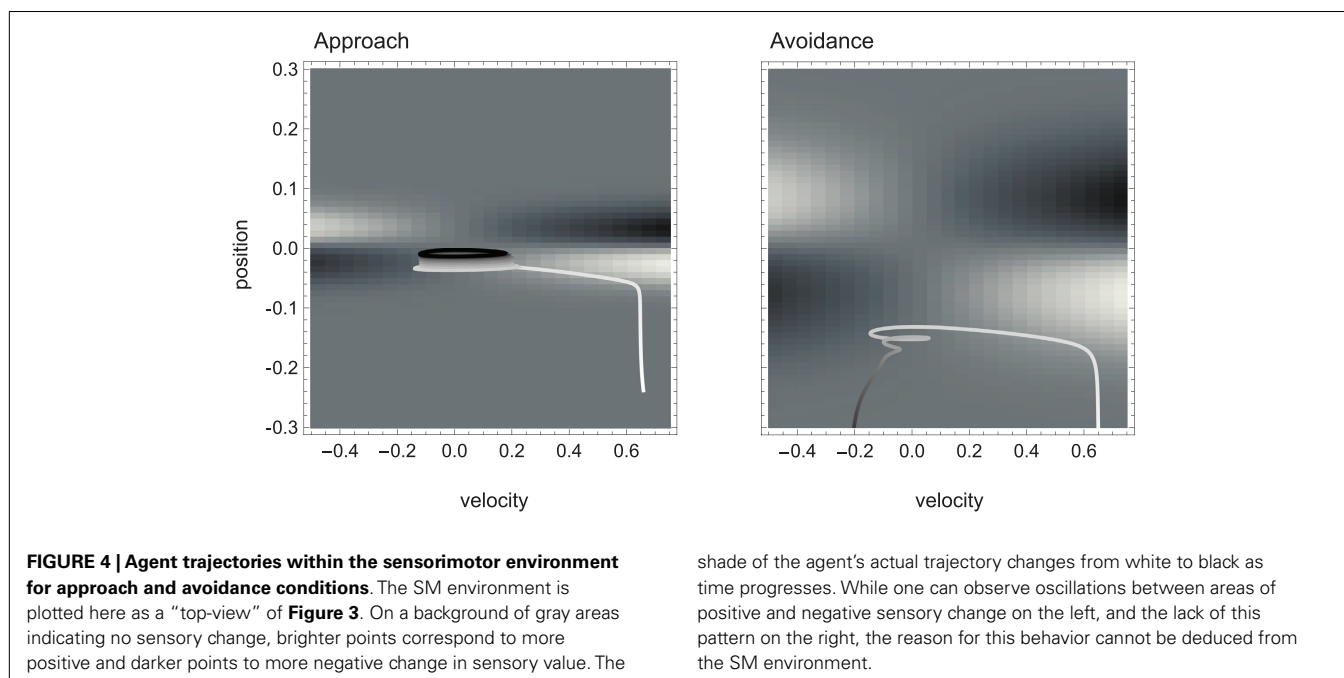 Approach
Avoidance
0.3
0.2
0.1
0.0
-0.1
-0.2
-0.3
position
−0.4 −0.2 0.0 0.2 0.4 0.6
−0.4 −0.2 0.0 0.2 0.4 0.6
velocity
velocity
FIGURE 4 | Agent trajectories within the sensorimotor environment
for approach and avoidance conditions. The SM environment is
plotted here as a “top-view” of Figure 3. On a background of gray areas
indicating no sensory change, brighter points correspond to more
positive and darker points to more negative change in sensory value. The
shade of the agent’s actual trajectory changes from white to black as
time progresses. While one can observe oscillations between areas of
positive and negative sensory change on the left, and the lack of this
pattern on the right, the reason for this behavior cannot be deduced from
the SM environment.